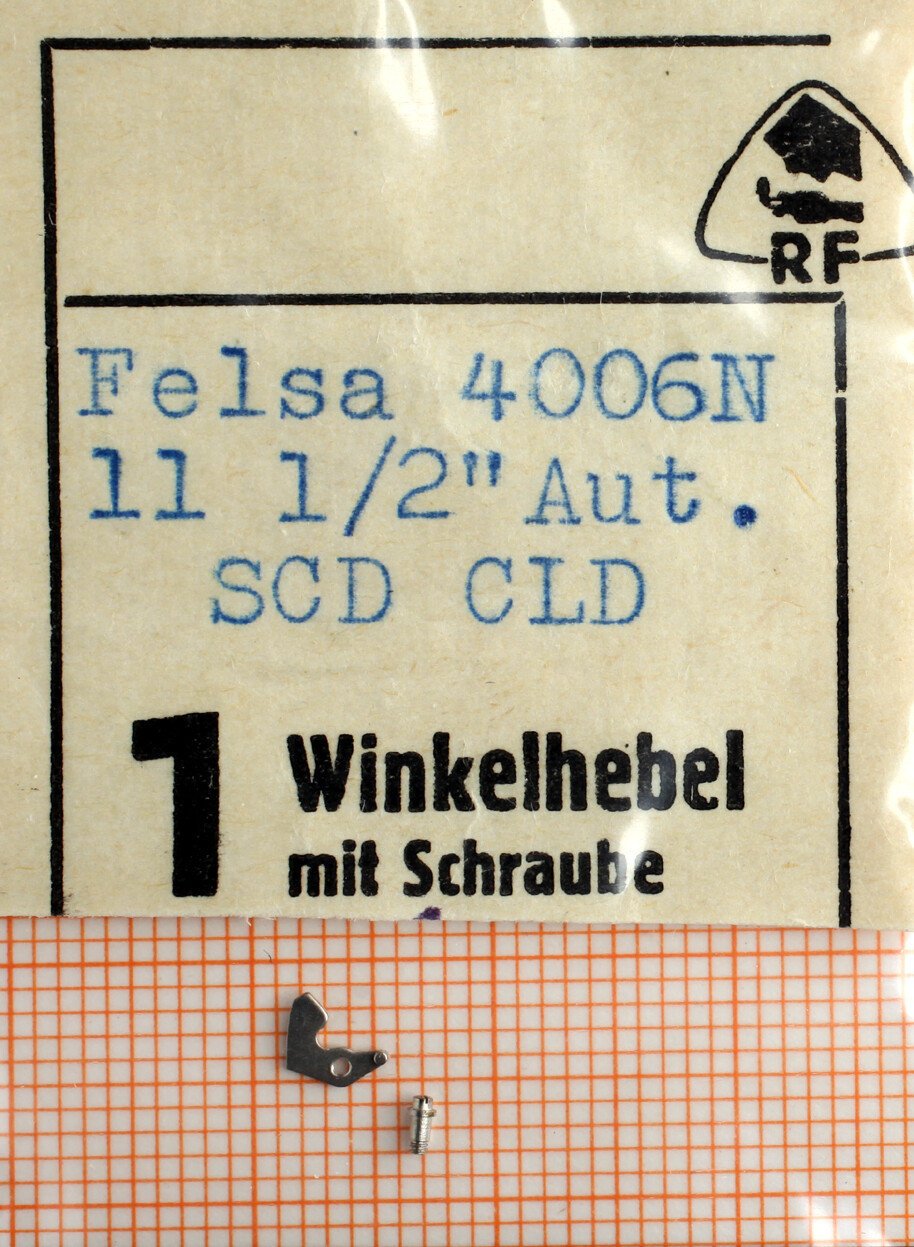 RF
Felsa 4006N
11 1/2" Aut.
SCD CLD
1 Winkelhebel
mit Schraube